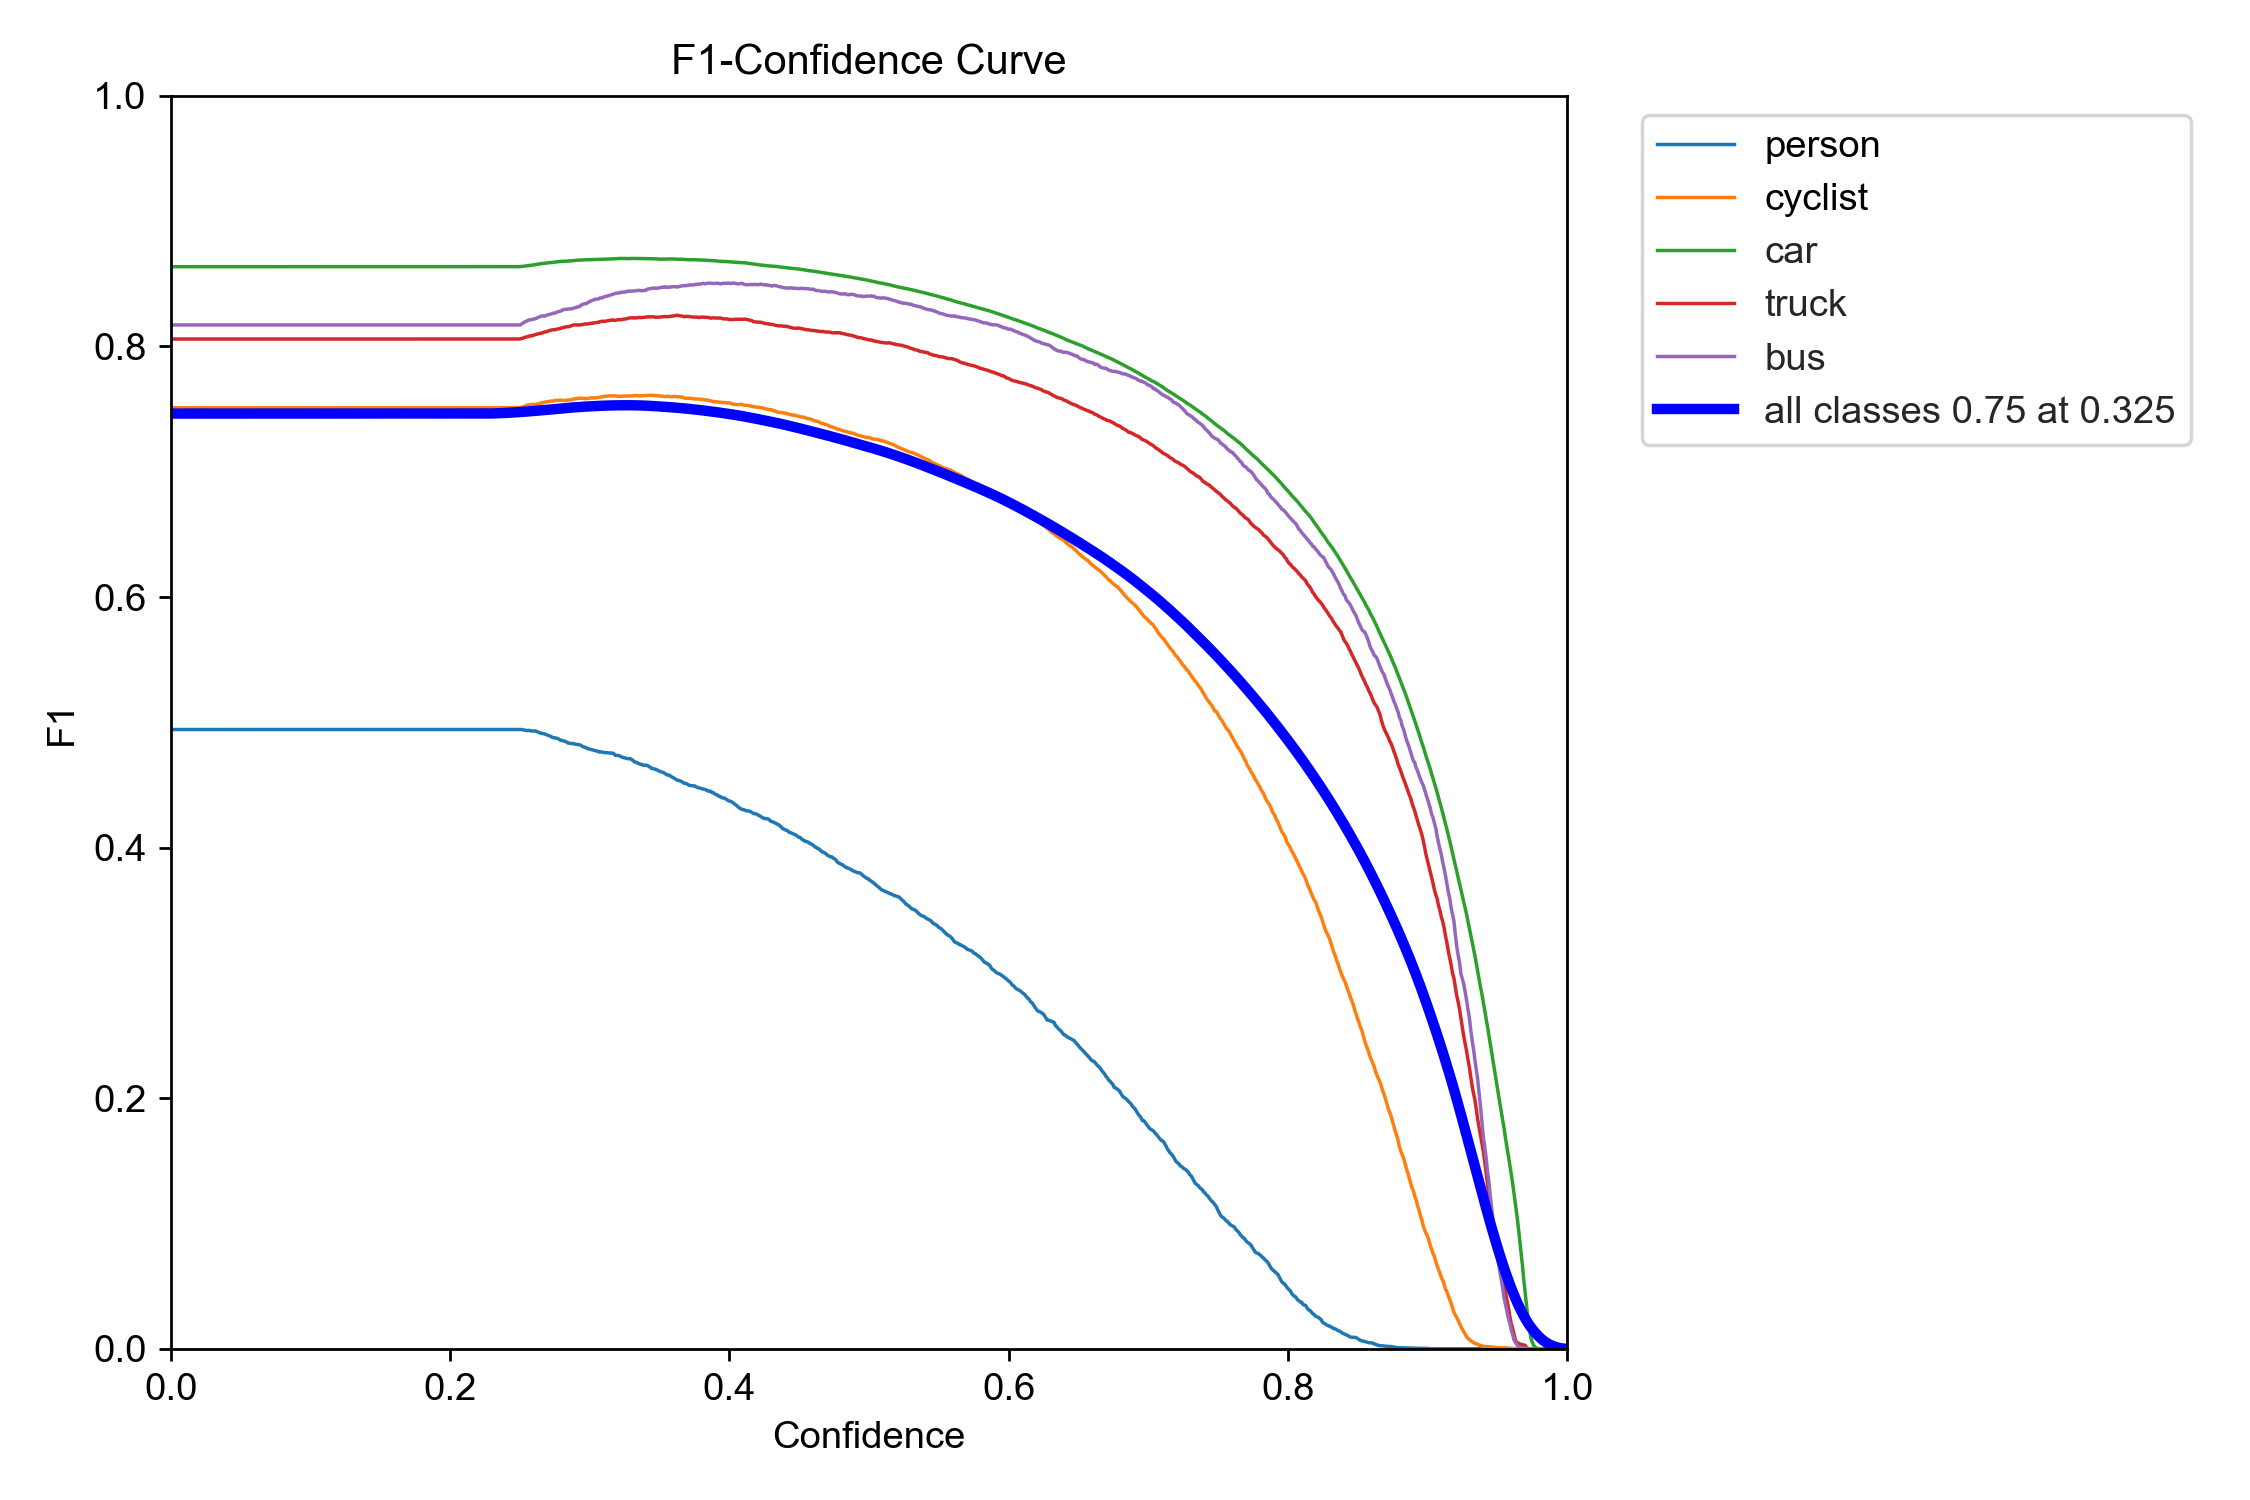 F1-Confidence Curve
1.0
0.8
0.6
0.4
0.2
0.0
F1
0.0 0.2 0.4 0.6 0.8 1.0
Confidence
person
cyclist
car
truck
bus
all classes 0.75 at 0.325